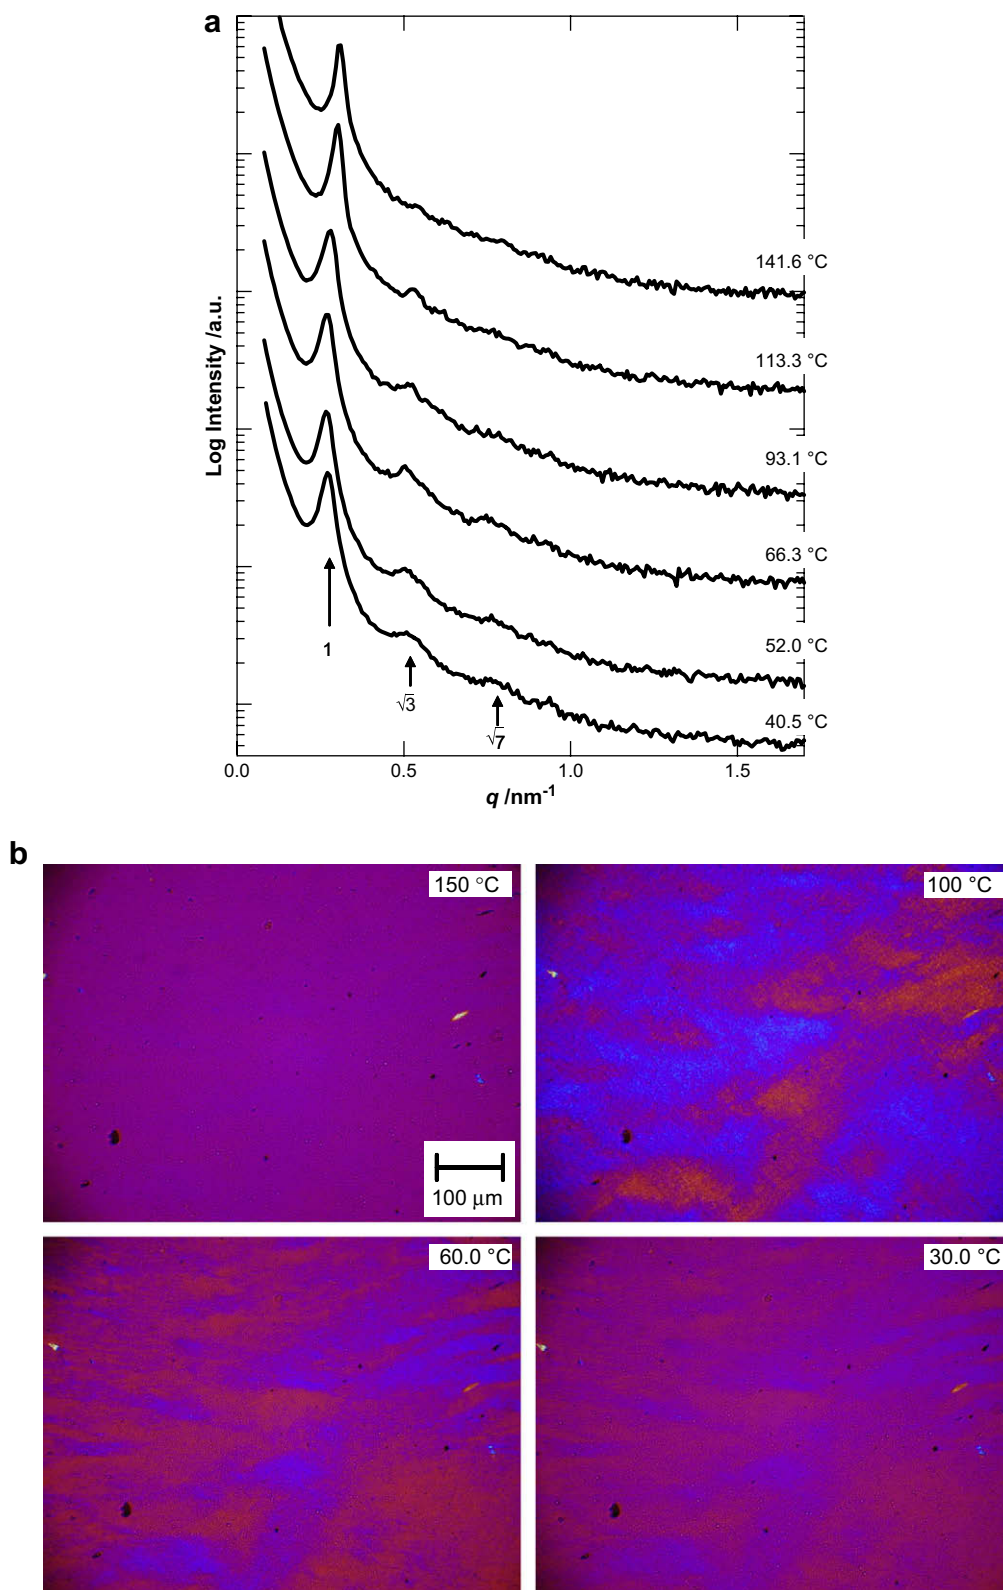 a
Log Intensity /a.u.
141.6 °C
113.3 °C
93.1 °C
66.3 °C
52.0 °C
40.5 °C
1
√3
√7
0.0 0.5 1.0 1.5
q /nm⁻¹
b
150 °C
100 °C
100 μm
60.0 °C
30.0 °C